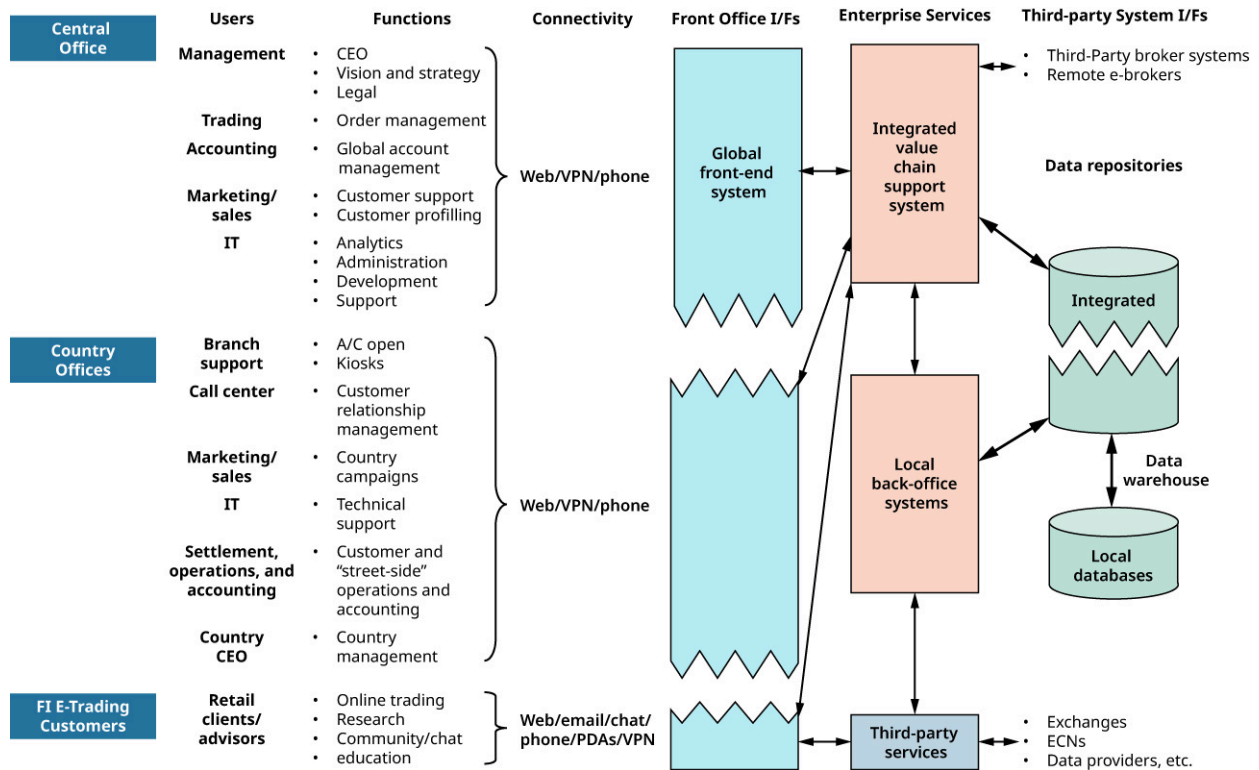 Users
Functions
Connectivity
Front Office I/Fs
Enterprise Services
Third-party System I/Fs
Central
Office
Management
• CEO
• Vision and strategy
• Legal
Trading
• Order management
Accounting
• Global account
management
Marketing/
sales
• Customer support
• Customer profilling
IT
• Analytics
• Administration
• Development
• Support
Web/VPN/phone
Global
front-end
system
Integrated
value
chain
support
system
• Third-Party broker systems
• Remote e-brokers
Data repositories
Integrated
Country
Offices
Branch
support
• A/C open
• Kiosks
Call center
• Customer
relationship
management
Marketing/
sales
• Country
campaigns
IT
• Technical
support
Settlement,
operations, and
accounting
• Customer and
“street-side”
operations and
accounting
Country
CEO
• Country
management
Web/VPN/phone
Local
back-office
systems
Data
warehouse
Local
databases
FI E-Trading
Customers
Retail
clients/
advisors
• Online trading
• Research
• Community/chat
• education
Web/email/chat/
phone/PDAs/VPN
Third-party
services
• Exchanges
• ECNs
• Data providers, etc.